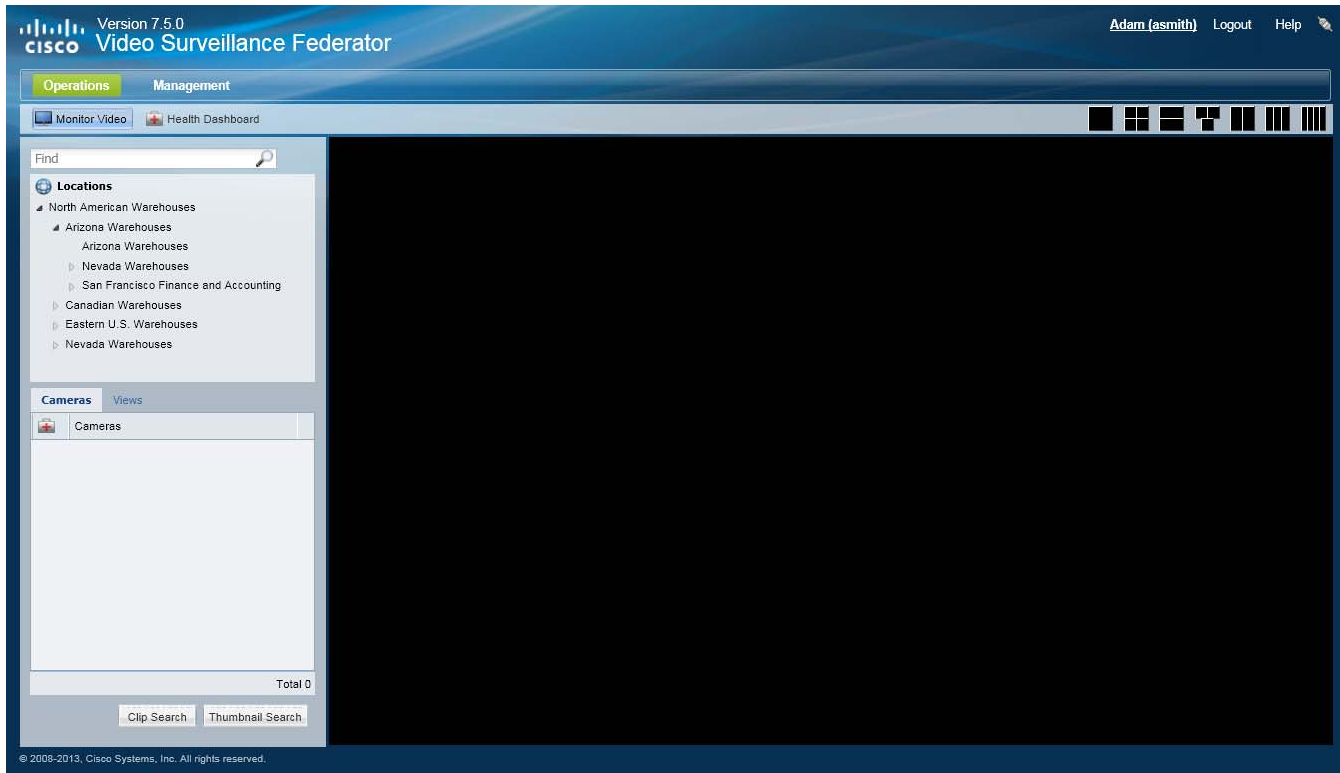 CISCO
Version 7.5.0
Video Surveillance Federator
Adam (asmith) Logout Help
Operations Management
Monitor Video Health Dashboard
Find
Locations
North American Warehouses
Arizona Warehouses
Arizona Warehouses
Nevada Warehouses
San Francisco Finance and Accounting
Canadian Warehouses
Eastern U.S. Warehouses
Nevada Warehouses
Cameras Views
Cameras
Total 0
Clip Search Thumbnail Search
© 2008-2013, Cisco Systems, Inc. All rights reserved.